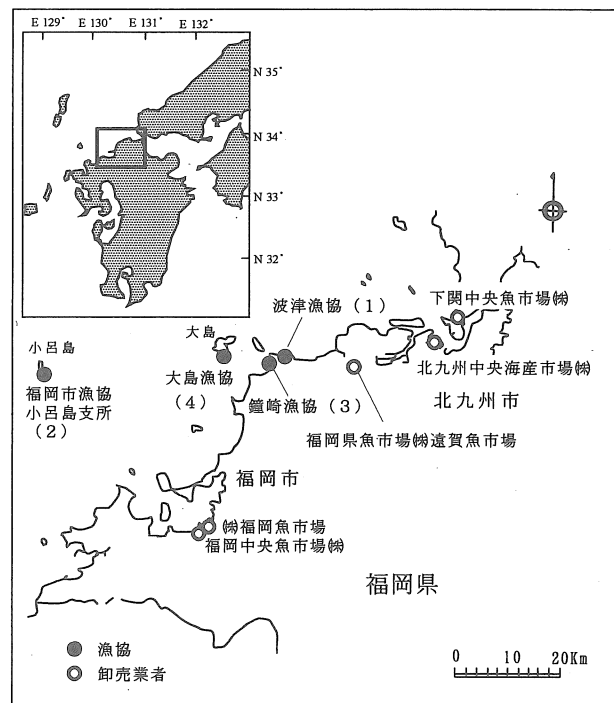 E 129° E 130° E 131° E 132°
N 35°
N 34°
N 33°
N 32°
下関中央魚市場㈱
波津漁協(1)
大島
小呂島
北九州中央海産市場㈱
福岡市漁協
小呂島支所
(2)
大島漁協
(4)
鐘崎漁協(3)
北九州市
福岡県魚市場㈱遠賀魚市場
福岡市
㈱福岡魚市場
福岡中央魚市場㈱
福岡県
漁協
卸売業者
0 10 20Km